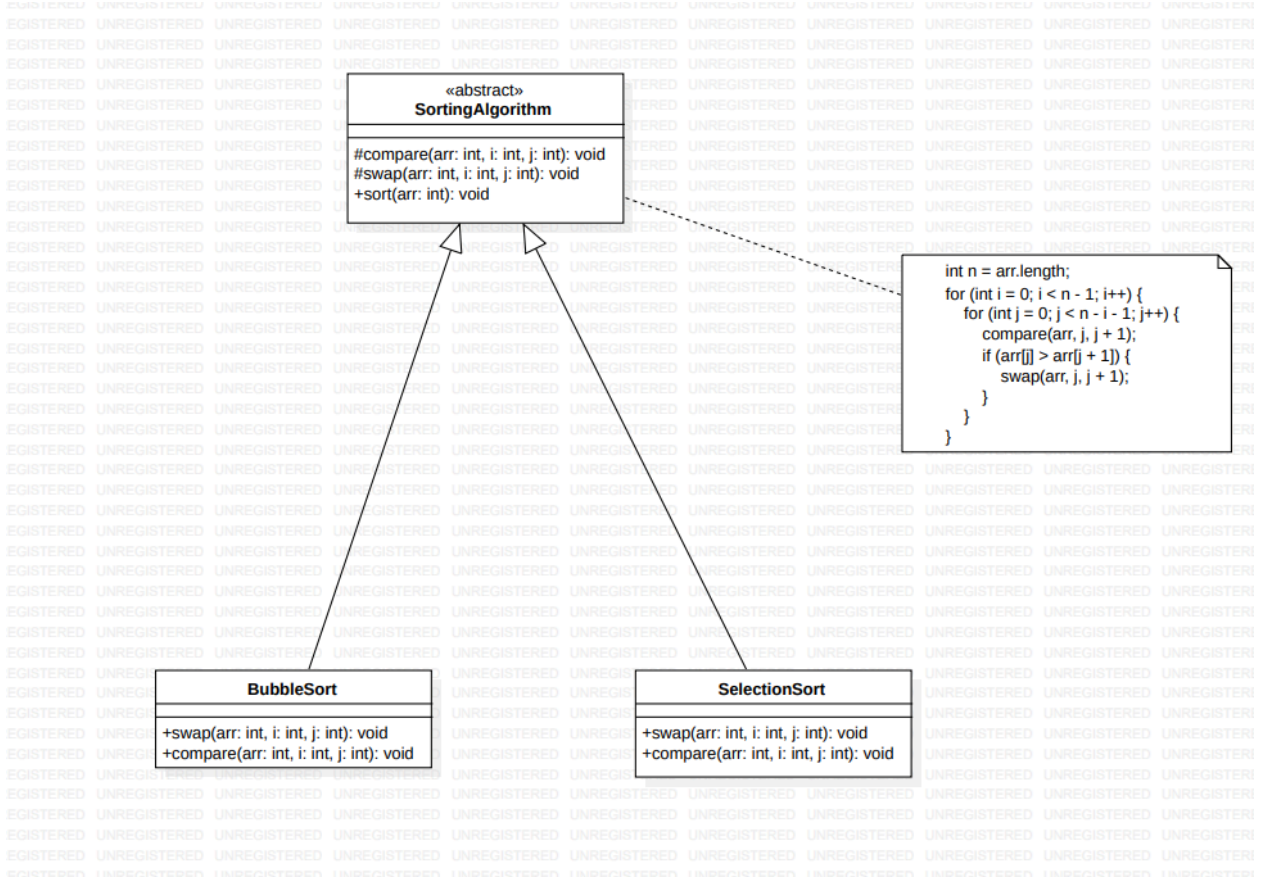 «abstract»
SortingAlgorithm
#compare(arr: int, i: int, j: int): void
#swap(arr: int, i: int, j: int): void
+sort(arr: int): void
int n = arr.length;
for (int i = 0; i < n - 1; i++) {
for (int j = 0; j < n - i - 1; j++) {
compare(arr, j, j + 1);
if (arr[j] > arr[j + 1]) {
swap(arr, j, j + 1);
}
}
}
BubbleSort
+swap(arr: int, i: int, j: int): void
+compare(arr: int, i: int, j: int): void
SelectionSort
+swap(arr: int, i: int, j: int): void
+compare(arr: int, i: int, j: int): void